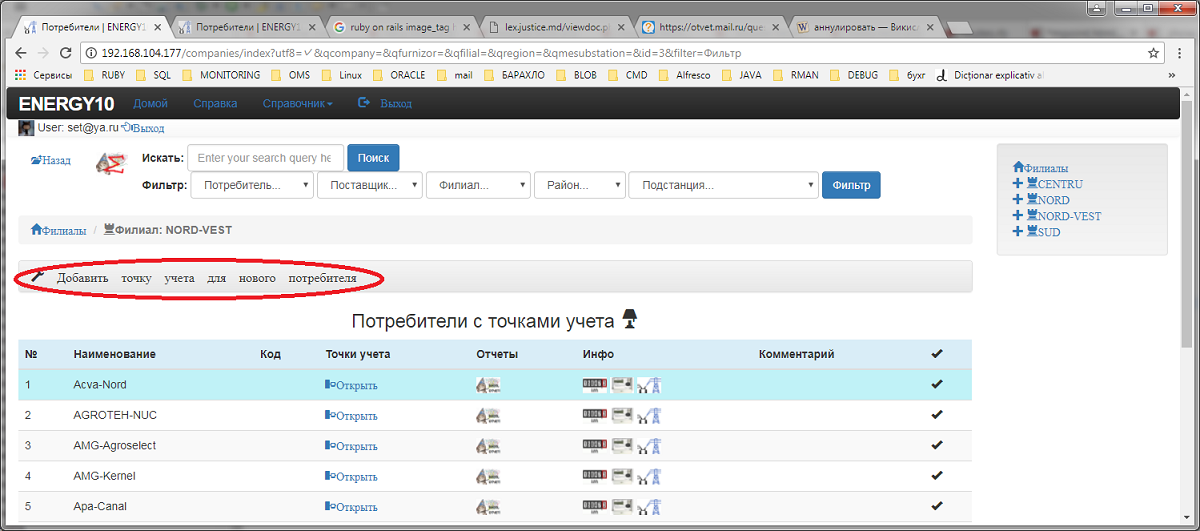 Потребители | ENERGY10
Потребители | ENERGY1
ruby on rails image_tag
lex.justice.md/viewdoc.p
https://otvet.mail.ru/que
аннулировать — Викис
192.168.104.177/companies/index?utf8=✓&qcompany=&qfurnizor=&qfilial=&qregion=&qmesubstation=&id=3&filter=Фильтр
Сервисы RUBY SQL MONITORING OMS Linux ORACLE mail БАРАХЛО BLOB CMD Alfresco JAVA RMAN DEBUG бухг Dicționar explicativ al »
ENERGY10 Домой Справка Справочник Выход
User: set@ya.ru Выход
Назад
Искать: Enter your search query he Поиск
Фильтр: Потребитель... Поставщик... Филиал... Район... Подстанция... Фильтр
Филиалы
CENTRU
NORD
NORD-VEST
SUD
Филиалы / Филиал: NORD-VEST
Добавить точку учета для нового потребителя
Потребители с точками учета
№ Наименование Код Точки учета Отчеты Инфо Комментарий ✔
1 Acva-Nord Открыть ✔
2 AGROTEH-NUC Открыть ✔
3 AMG-Agroselect Открыть ✔
4 AMG-Kernel Открыть ✔
5 Apa-Canal Открыть ✔